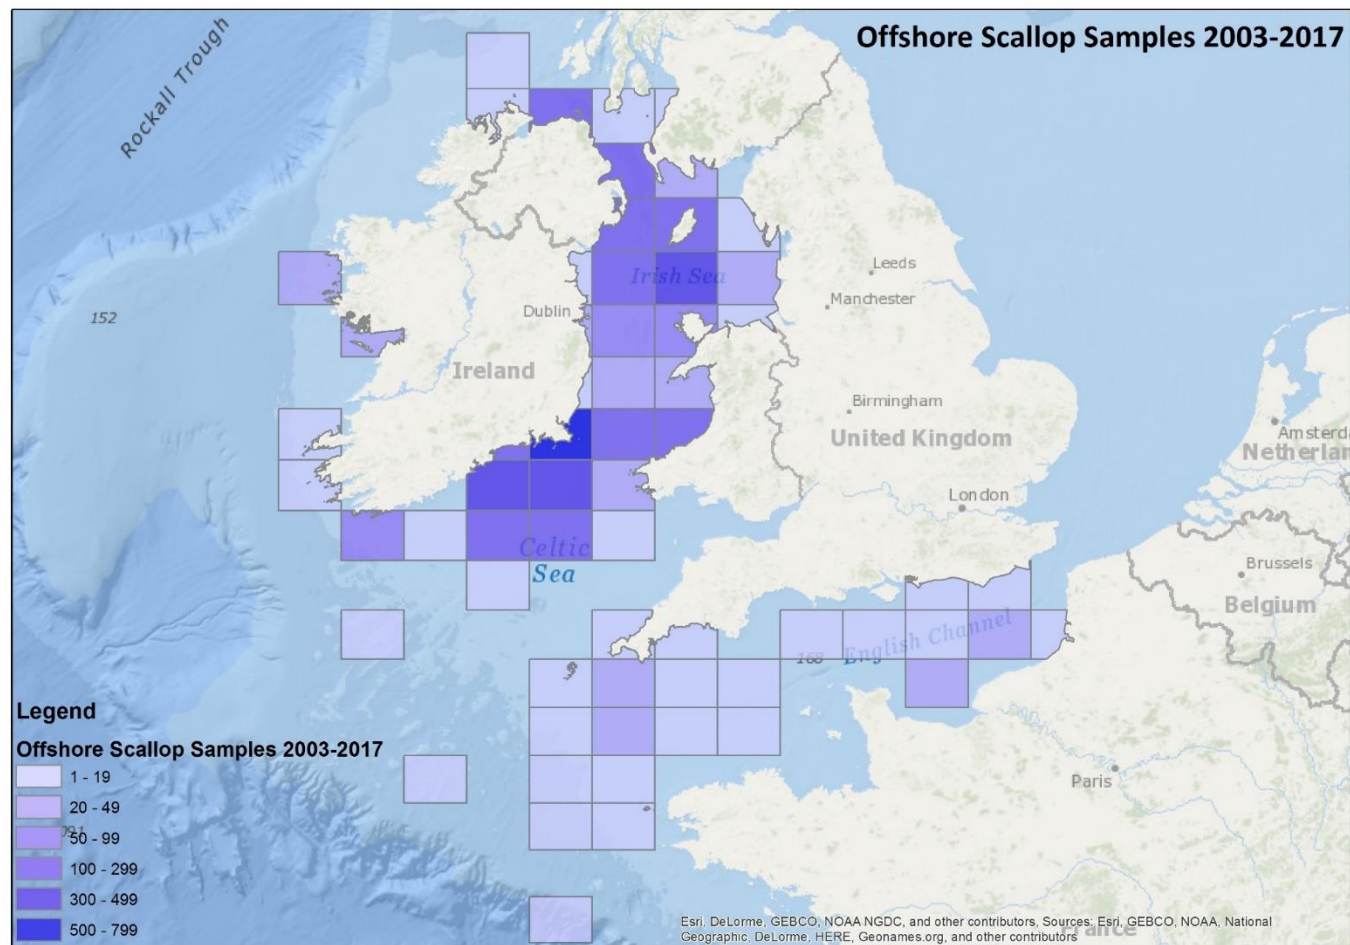 Offshore Scallop Samples 2003-2017
Rockall Trough
Leeds
Irish Sea
Manchester
Dublin
152
Ireland
Birmingham
United Kingdom
Amsterda
Netherlan
London
Celtic
Sea
Brussels
Belgium
English Channel
168
Legend
Offshore Scallop Samples 2003-2017
1 - 19
20 - 49
50 - 99
100 - 299
300 - 499
500 - 799
Paris
France
Esri, DeLorme, GEBCO, NOAA NGDC, and other contributors, Sources: Esri, GEBCO, NOAA, National
Geographic, DeLorme, HERE, Geonames.org, and other contributors